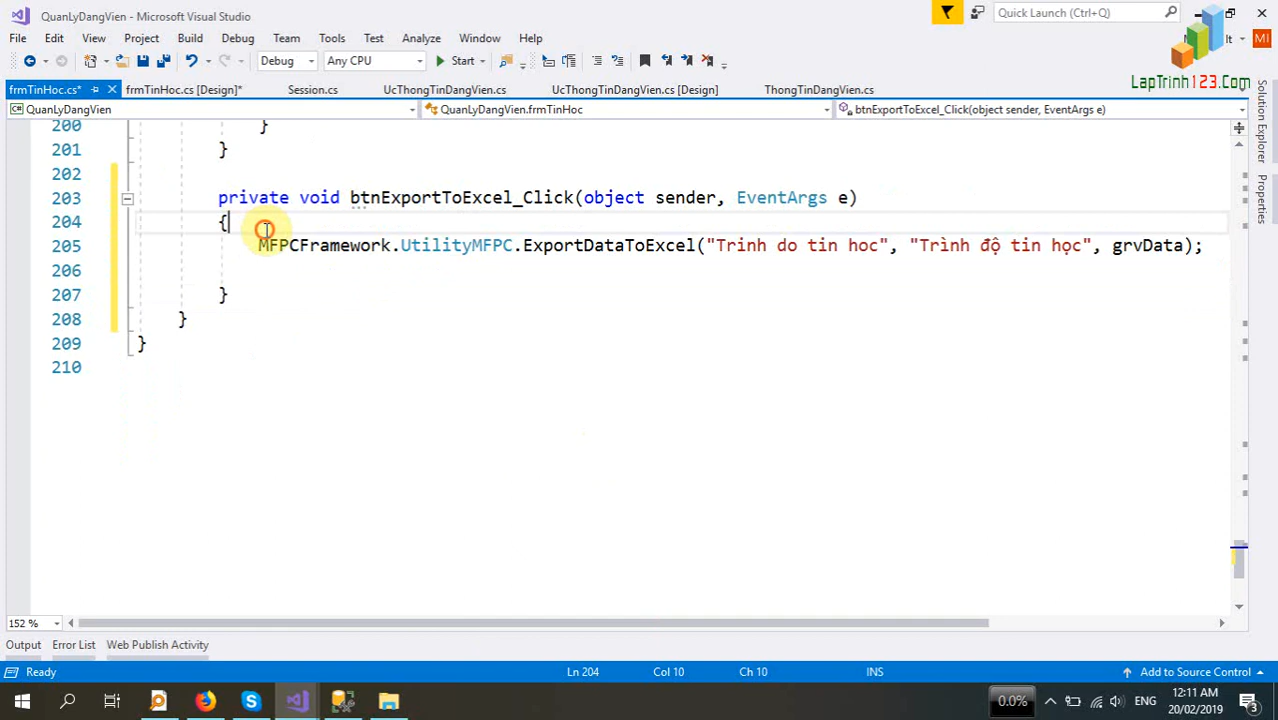 QuanLyDangVien - Microsoft Visual Studio
Quick Launch (Ctrl+Q)
File Edit View Project Build Debug Team Tools Test Analyze Window Help
MI
Debug Any CPU Start
LapTrinh123.Com
frmTinHoc.cs* frmTinHoc.cs [Design]* Session.cs UcThongTinDangVien.cs UcThongTinDangVien.cs [Design] ThongTinDangVien.cs
QuanLyDangVien QuanLyDangVien.frmTinHoc btnExportToExcel_Click(object sender, EventArgs e)
200 }
201 }
202
203 private void btnExportToExcel_Click(object sender, EventArgs e)
204 {
205 MFPCFramework.UtilityMFPC.ExportDataToExcel("Trinh do tin hoc", "Trình độ tin học", grvData);
206
207 }
208 }
209 }
210
Solution Explorer
Properties
152 %
Output Error List Web Publish Activity
Ready Ln 204 Col 10 Ch 10 INS Add to Source Control
0.0% ENG 12:11 AM
20/02/2019
3